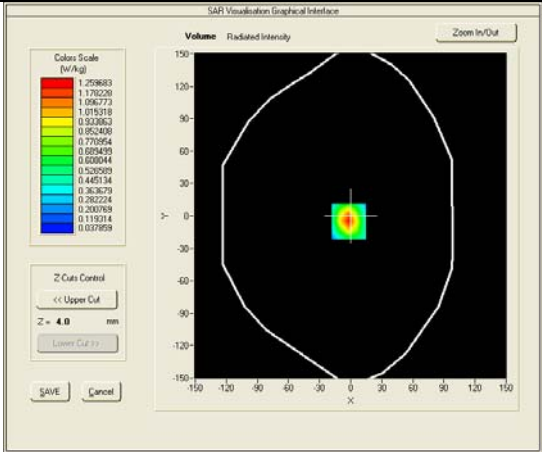 SAR Visualisation Graphical Interface
Volume Radiated Intensity
Zoom In/Out
Colors Scale
(W/kg)
1.259683
1.178228
1.096773
1.015318
0.933863
0.852408
0.770954
0.689499
0.608044
0.526589
0.445134
0.363679
0.282224
0.200769
0.119314
0.037859
Z-Cuts Control
<< Upper Cut
Z = 4.0 mm
Lower Cut >>
SAVE Cancel
150
120
90
60
30
0
-30
-60
-90
-120
-150
Y
-150 -120 -90 -60 -30 0 30 60 90 120 150
X